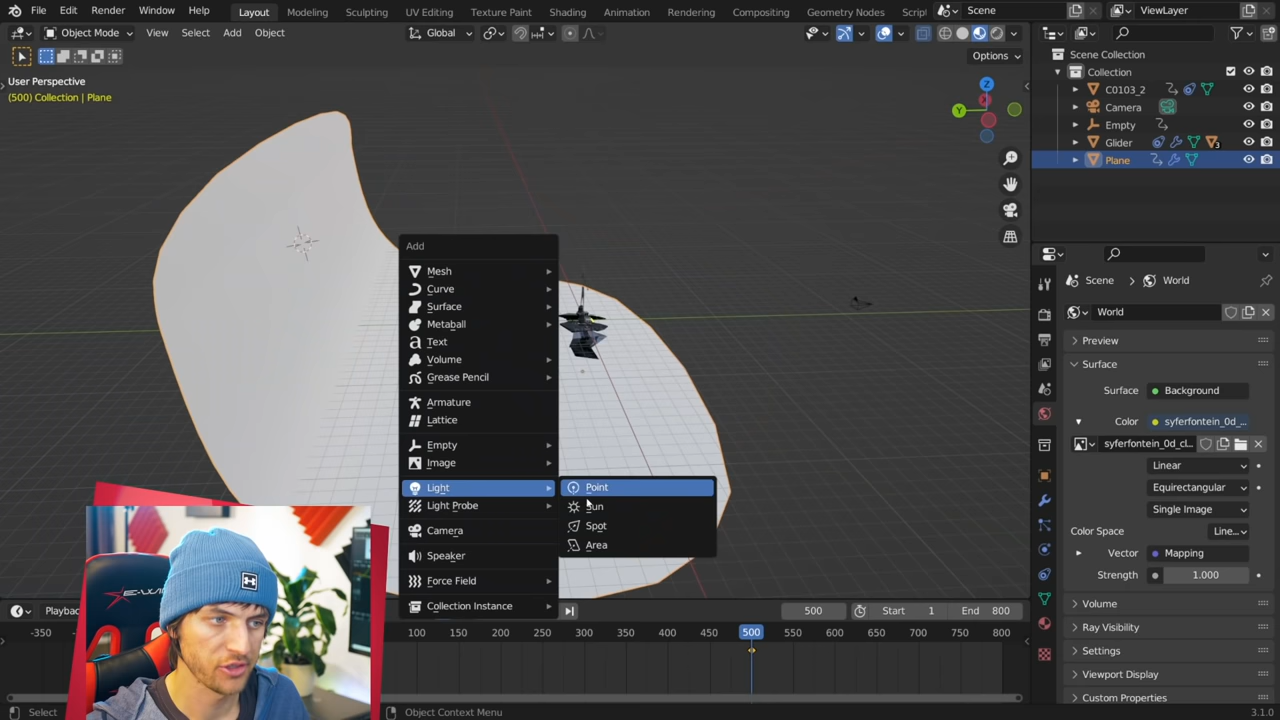 File Edit Render Window Help Layout Modeling Sculpting UV Editing Texture Paint Shading Animation Rendering Compositing Geometry Nodes Script Scene ViewLayer
Object Mode View Select Add Object Global
Options
User Perspective
(500) Collection | Plane
Z
Y
Scene Collection
Collection
C0103_2
Camera
Empty
Glider
3
Plane
Add
Mesh
Curve
Surface
Metaball
Text
Volume
Grease Pencil
Armature
Lattice
Empty
Image
Light
Light Probe
Camera
Speaker
Force Field
Collection Instance
Point
Sun
Spot
Area
Scene World
World
Preview
Surface
Surface Background
Color syferfontein_0d_...
syferfontein_0d_cl...
Linear
Equirectangular
Single Image
Color Space Line...
Vector Mapping
Strength 1.000
Volume
Ray Visibility
Settings
Viewport Display
Custom Properties
Playback
500 Start 1 End 800
-350 100 150 200 250 300 350 400 450 500 550 600 650 700 750 800
Select Object Context Menu 3.1.0